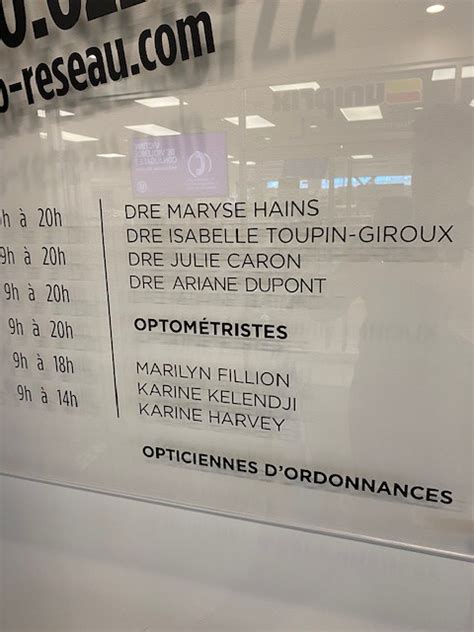 -reseau.com
h à 20h
9h à 20h
9h à 20h
9h à 20h
9h à 18h
9h à 14h
DRE MARYSE HAINS
DRE ISABELLE TOUPIN-GIROUX
DRE JULIE CARON
DRE ARIANE DUPONT
OPTOMÉTRISTES
MARILYN FILLION
KARINE KELENDJI
KARINE HARVEY
OPTICIENNES D'ORDONNANCES